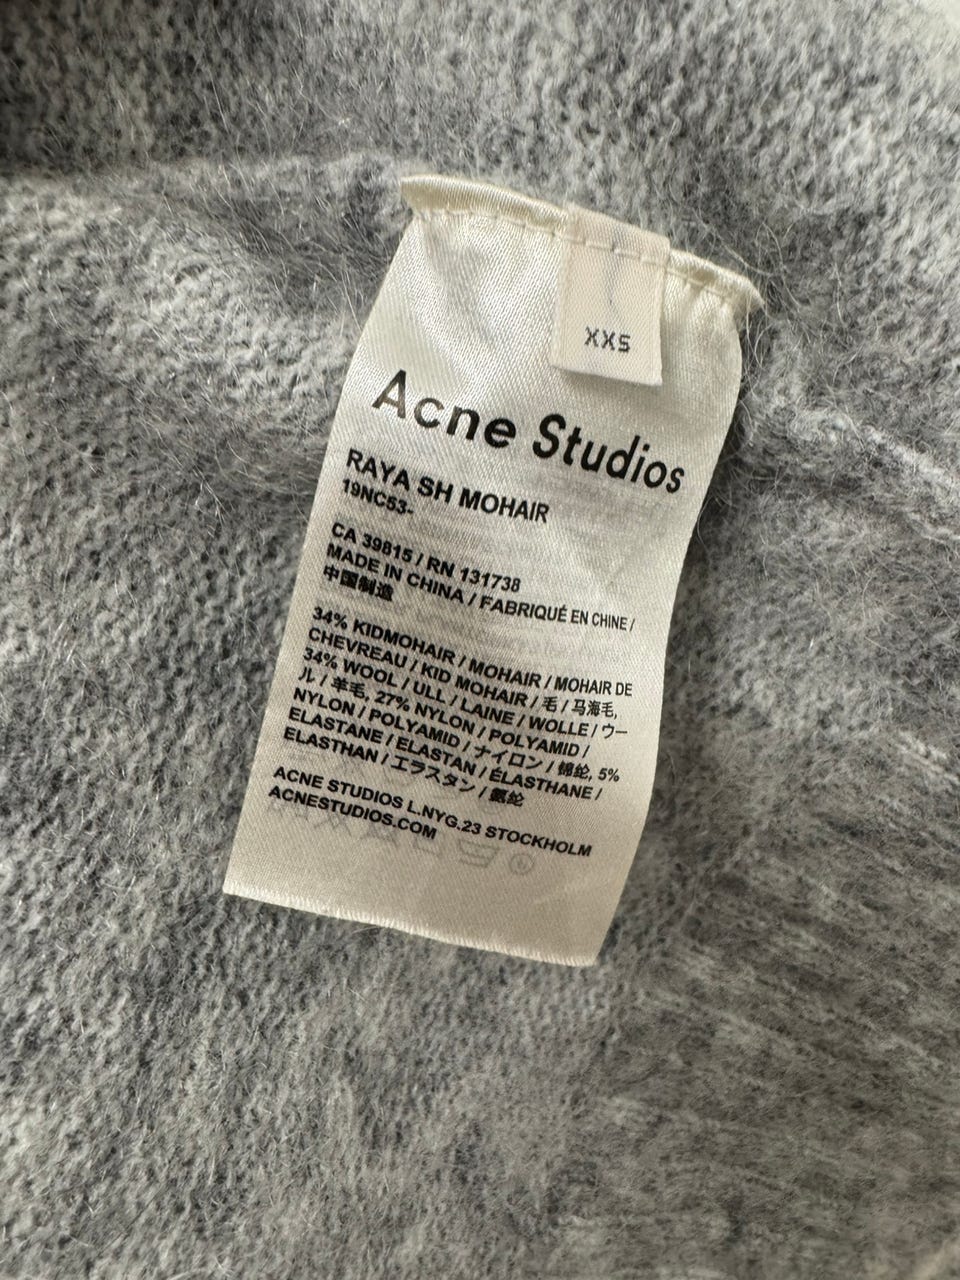 XXS
Acne Studios
RAYA SH MOHAIR
19NC53-
CA 39815 / RN 131738
MADE IN CHINA / FABRIQUÉ EN CHINE /
中国制造
34% KIDMOHAIR / MOHAIR / MOHAIR DE
CHEVREAU / KID MOHAIR / 毛 / 马海毛,
34% WOOL / ULL / LAINE / WOLLE / ウー
ル / 羊毛, 27% NYLON / POLYAMID /
NYLON / POLYAMID / ナイロン / 锦纶, 5%
ELASTANE / ELASTAN / ÉLASTHANE /
ELASTHAN / エラスタン / 氨纶
ACNE STUDIOS L.NYG.23 STOCKHOLM
ACNESTUDIOS.COM